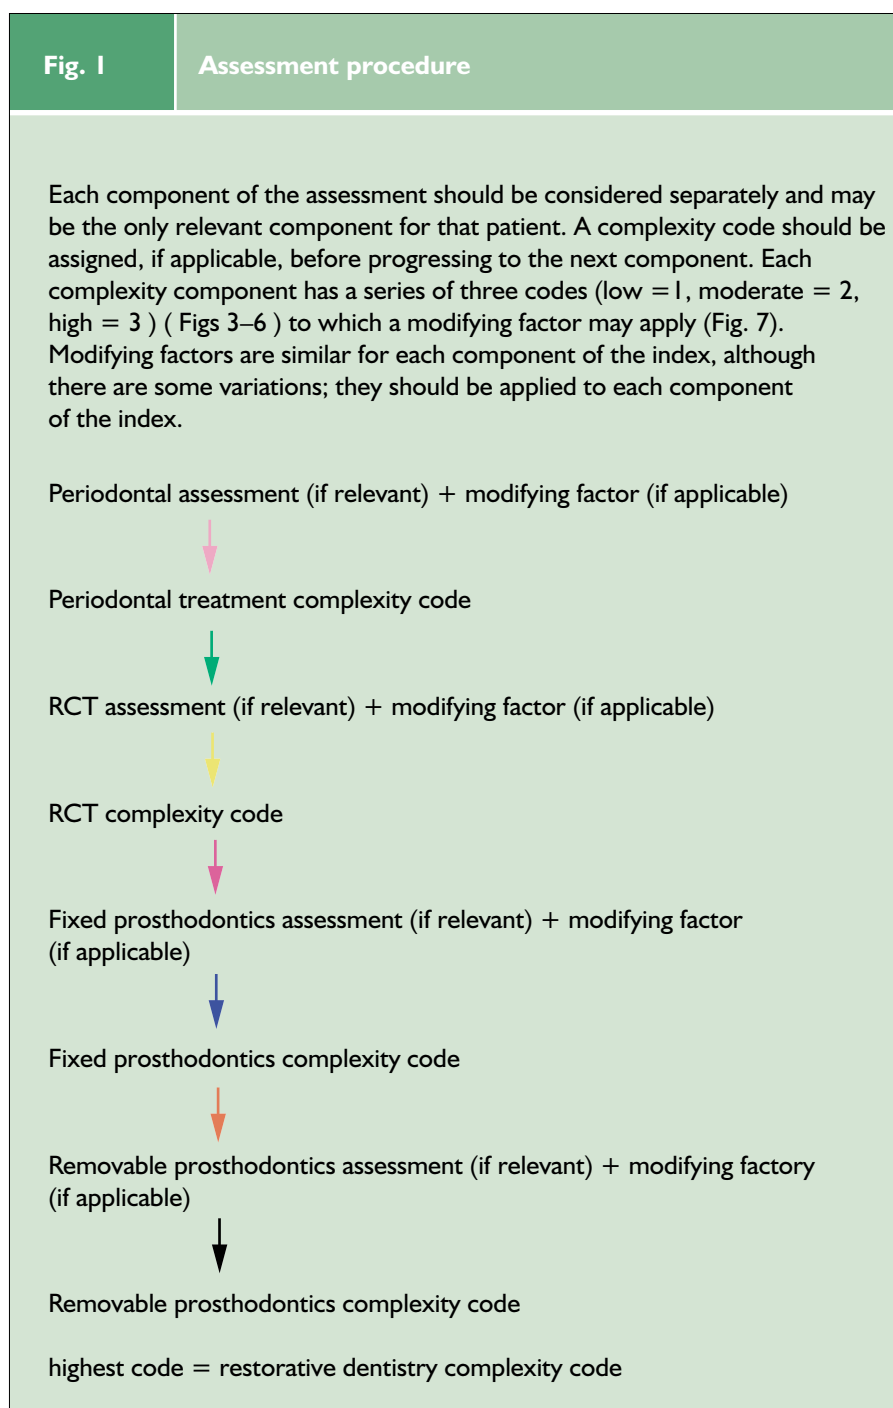 Fig. 1
Assessment procedure
Each component of the assessment should be considered separately and may
be the only relevant component for that patient. A complexity code should be
assigned, if applicable, before progressing to the next component. Each
complexity component has a series of three codes (low =1, moderate = 2,
high = 3 ) ( Figs 3–6 ) to which a modifying factor may apply (Fig. 7).
Modifying factors are similar for each component of the index, although
there are some variations; they should be applied to each component
of the index.
Periodontal assessment (if relevant) + modifying factor (if applicable)
Periodontal treatment complexity code
RCT assessment (if relevant) + modifying factor (if applicable)
RCT complexity code
Fixed prosthodontics assessment (if relevant) + modifying factor
(if applicable)
Fixed prosthodontics complexity code
Removable prosthodontics assessment (if relevant) + modifying factory
(if applicable)
Removable prosthodontics complexity code
highest code = restorative dentistry complexity code